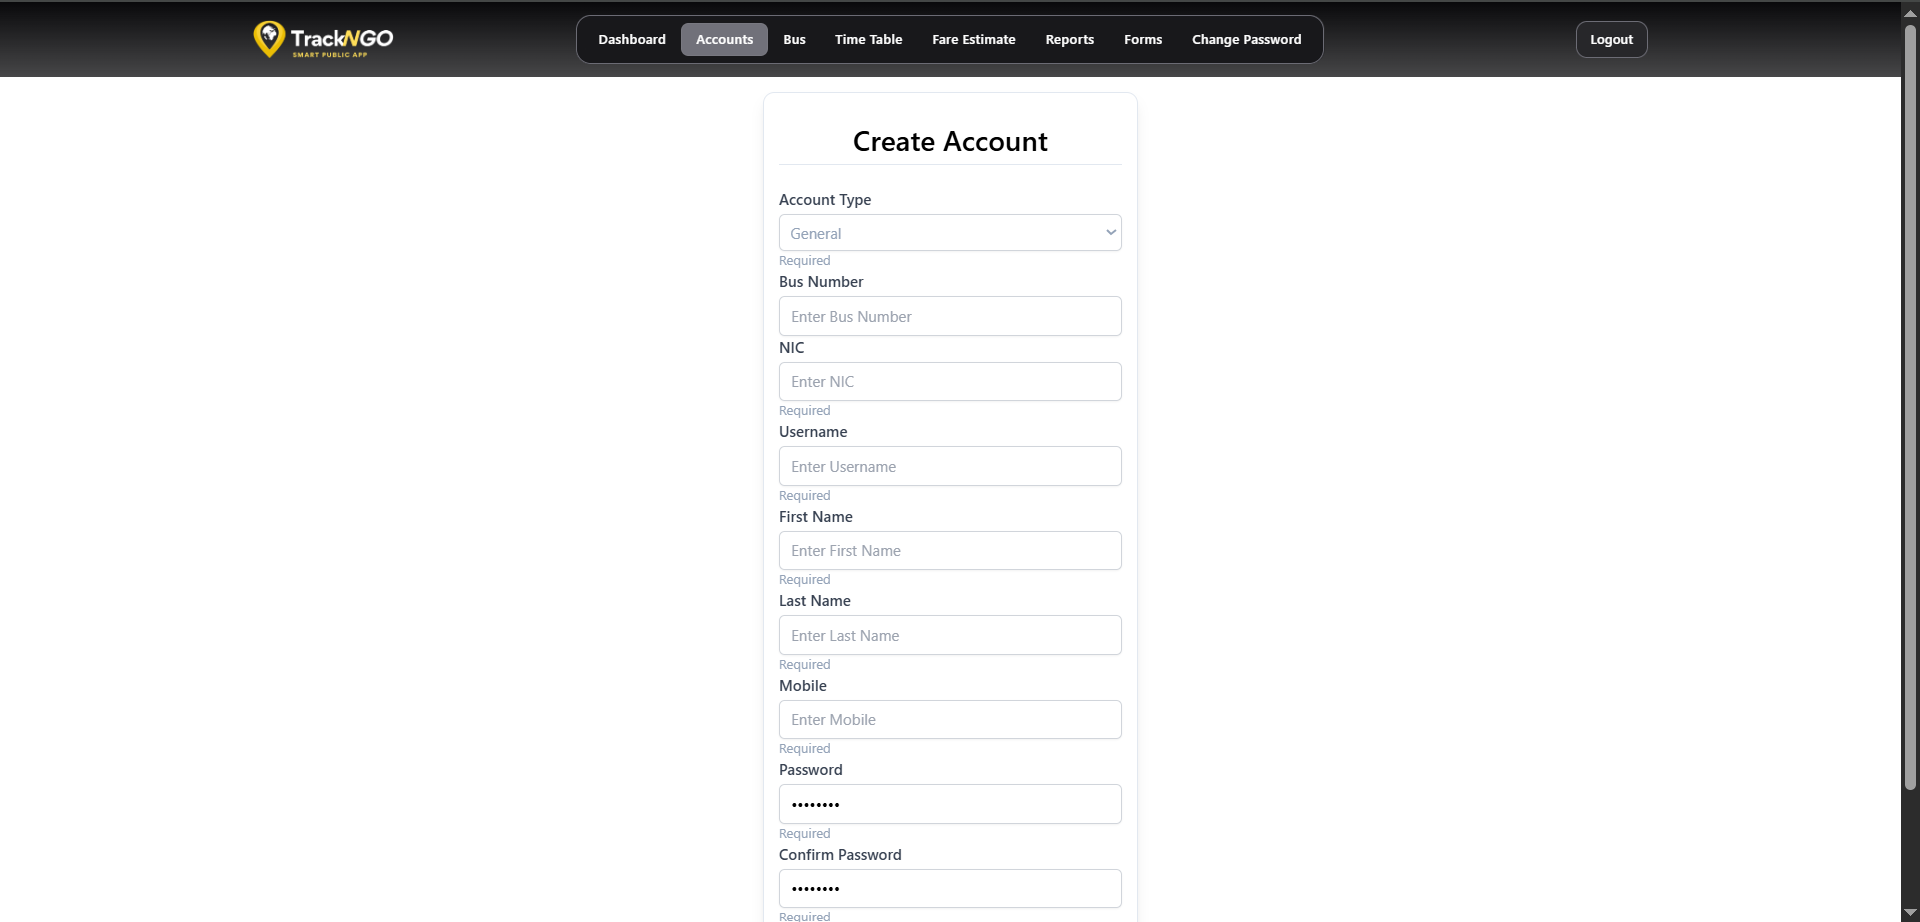 TrackNGO
SMART PUBLIC APP
Dashboard Accounts Bus Time Table Fare Estimate Reports Forms Change Password
Logout
Create Account
Account Type
General
Required
Bus Number
Enter Bus Number
NIC
Enter NIC
Required
Username
Enter Username
Required
First Name
Enter First Name
Required
Last Name
Enter Last Name
Required
Mobile
Enter Mobile
Required
Password
••••••••
Required
Confirm Password
••••••••
Required